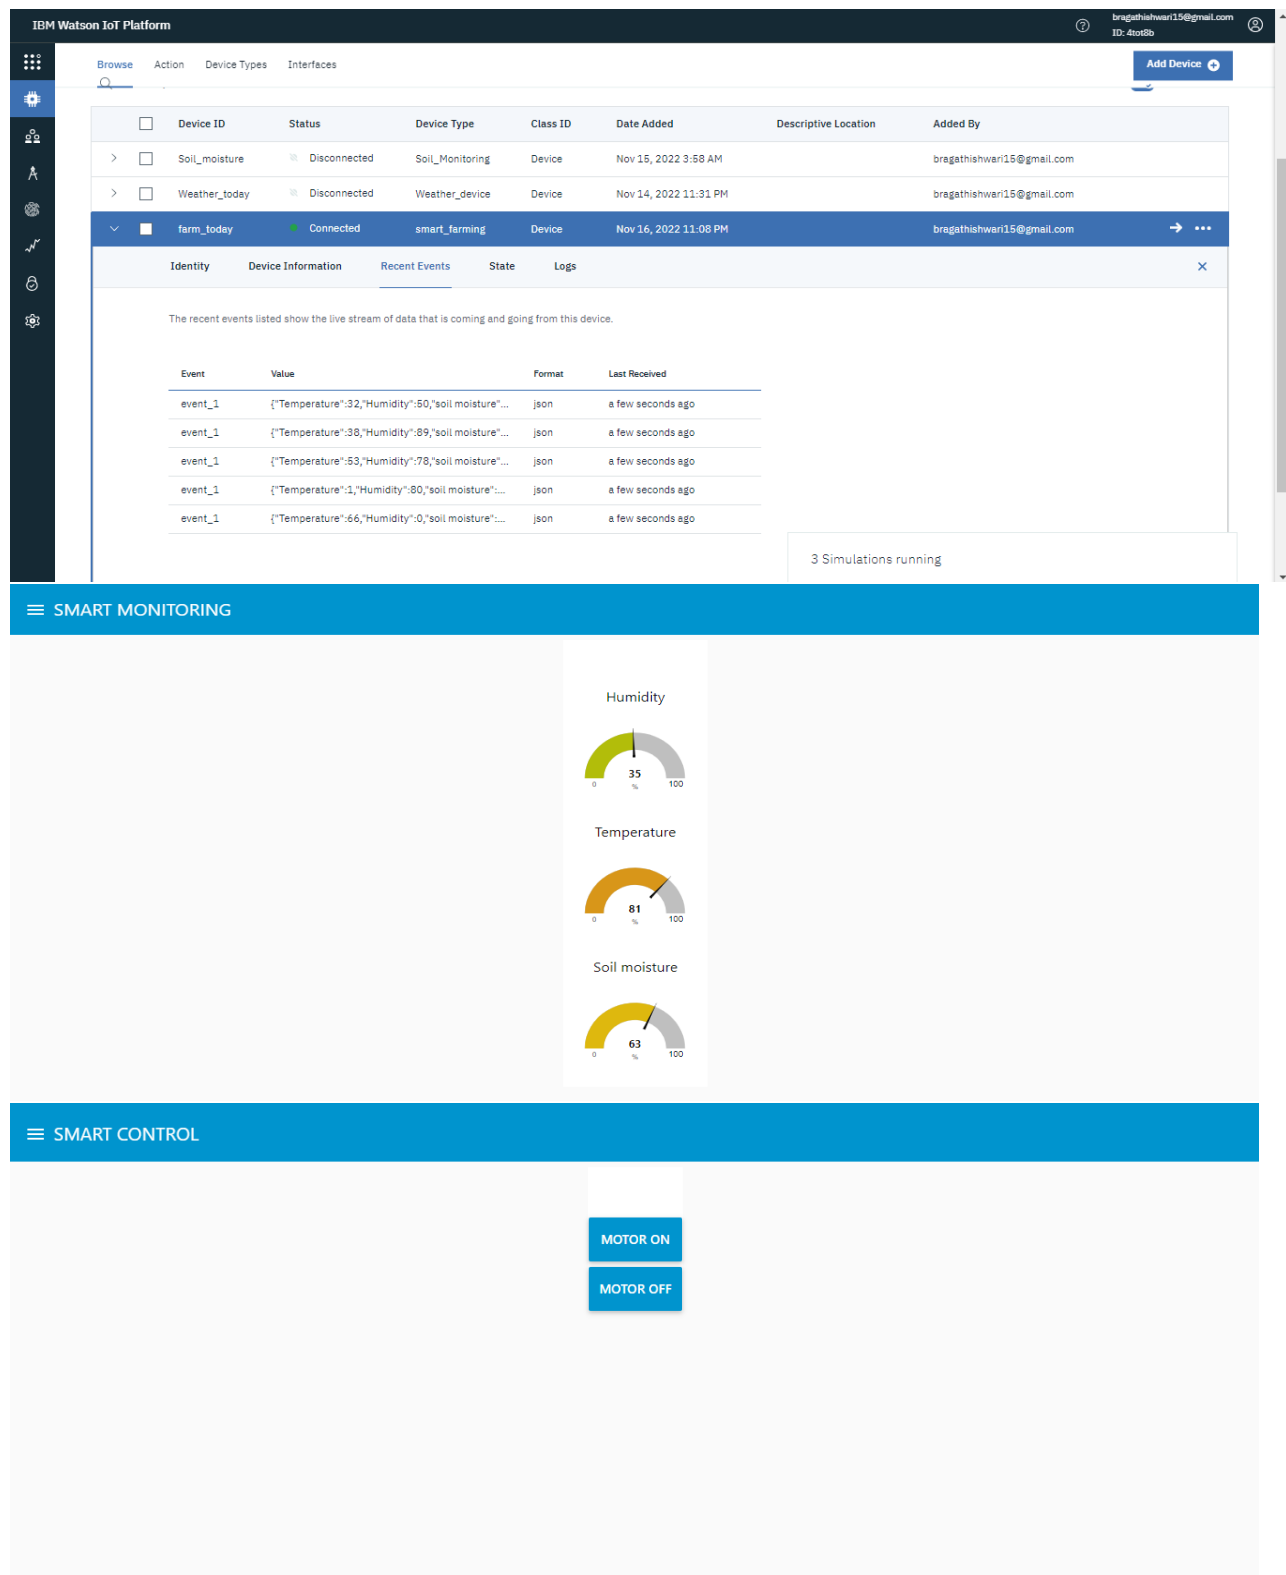 IBM Watson IoT Platform
bragathishwari15@gmail.com
ID: 4tot8b
Browse Action Device Types Interfaces
Add Device
Device ID Status Device Type Class ID Date Added Descriptive Location Added By
Soil_moisture Disconnected Soil_Monitoring Device Nov 15, 2022 3:58 AM bragathishwari15@gmail.com
Weather_today Disconnected Weather_device Device Nov 14, 2022 11:31 PM bragathishwari15@gmail.com
farm_today Connected smart_farming Device Nov 16, 2022 11:08 PM bragathishwari15@gmail.com
Identity Device Information Recent Events State Logs
The recent events listed show the live stream of data that is coming and going from this device.
Event Value Format Last Received
event_1 {"Temperature":32,"Humidity":50,"soil moisture"... json a few seconds ago
event_1 {"Temperature":38,"Humidity":89,"soil moisture"... json a few seconds ago
event_1 {"Temperature":53,"Humidity":78,"soil moisture"... json a few seconds ago
event_1 {"Temperature":1,"Humidity":80,"soil moisture":... json a few seconds ago
event_1 {"Temperature":66,"Humidity":0,"soil moisture":... json a few seconds ago
3 Simulations running
SMART MONITORING
Humidity
35
0 % 100
Temperature
81
0 % 100
Soil moisture
63
0 % 100
SMART CONTROL
MOTOR ON
MOTOR OFF